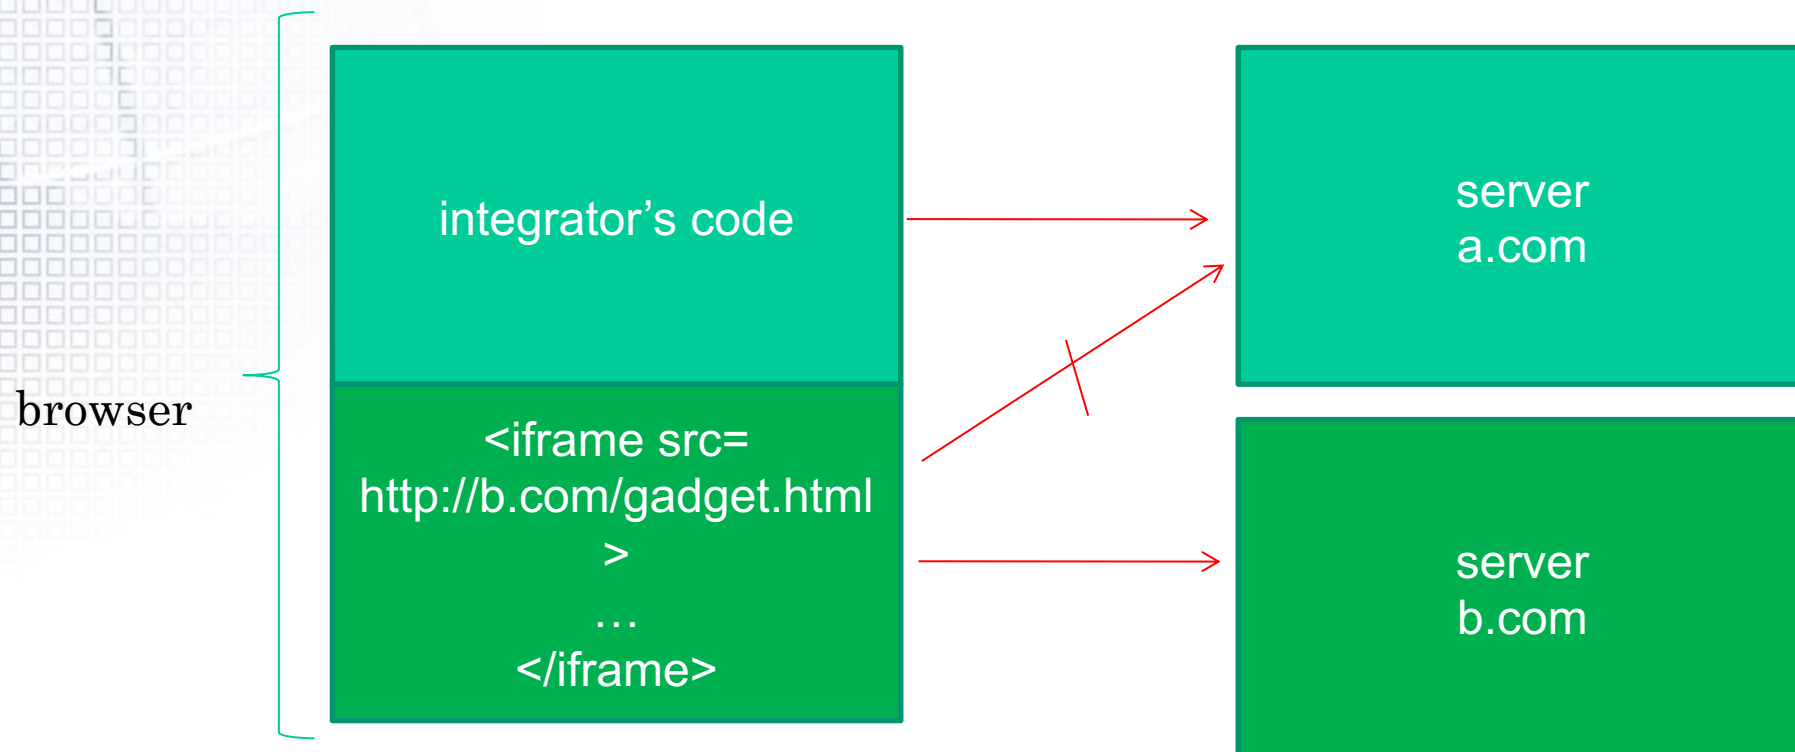 browser
integrator’s code
<iframe src=
http://b.com/gadget.html
>
…
</iframe>
server
a.com
server
b.com